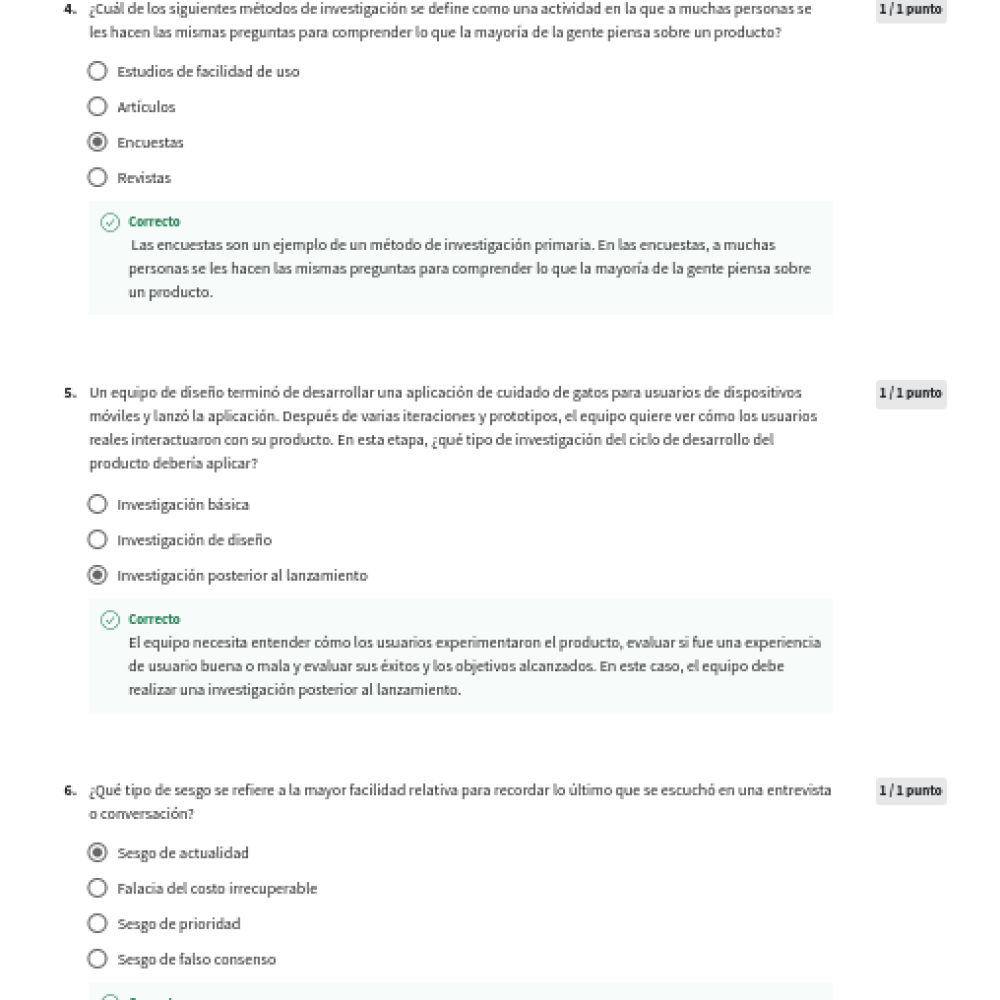 4. ¿Cuál de los siguientes métodos de investigación se define como una actividad en la que a muchas personas se
les hacen las mismas preguntas para comprender lo que la mayoría de la gente piensa sobre un producto?
1 / 1 punto
Estudios de facilidad de uso
Artículos
Encuestas
Revistas
Correcto
Las encuestas son un ejemplo de un método de investigación primaria. En las encuestas, a muchas
personas se les hacen las mismas preguntas para comprender lo que la mayoría de la gente piensa sobre
un producto.
5. Un equipo de diseño terminó de desarrollar una aplicación de cuidado de gatos para usuarios de dispositivos
móviles y lanzó la aplicación. Después de varias iteraciones y prototipos, el equipo quiere ver cómo los usuarios
reales interactuaron con su producto. En esta etapa, ¿qué tipo de investigación del ciclo de desarrollo del
producto debería aplicar?
1 / 1 punto
Investigación básica
Investigación de diseño
Investigación posterior al lanzamiento
Correcto
El equipo necesita entender cómo los usuarios experimentaron el producto, evaluar si fue una experiencia
de usuario buena o mala y evaluar sus éxitos y los objetivos alcanzados. En este caso, el equipo debe
realizar una investigación posterior al lanzamiento.
6. ¿Qué tipo de sesgo se refiere a la mayor facilidad relativa para recordar lo último que se escuchó en una entrevista
o conversación?
1 / 1 punto
Sesgo de actualidad
Falacia del costo irrecuperable
Sesgo de prioridad
Sesgo de falso consenso